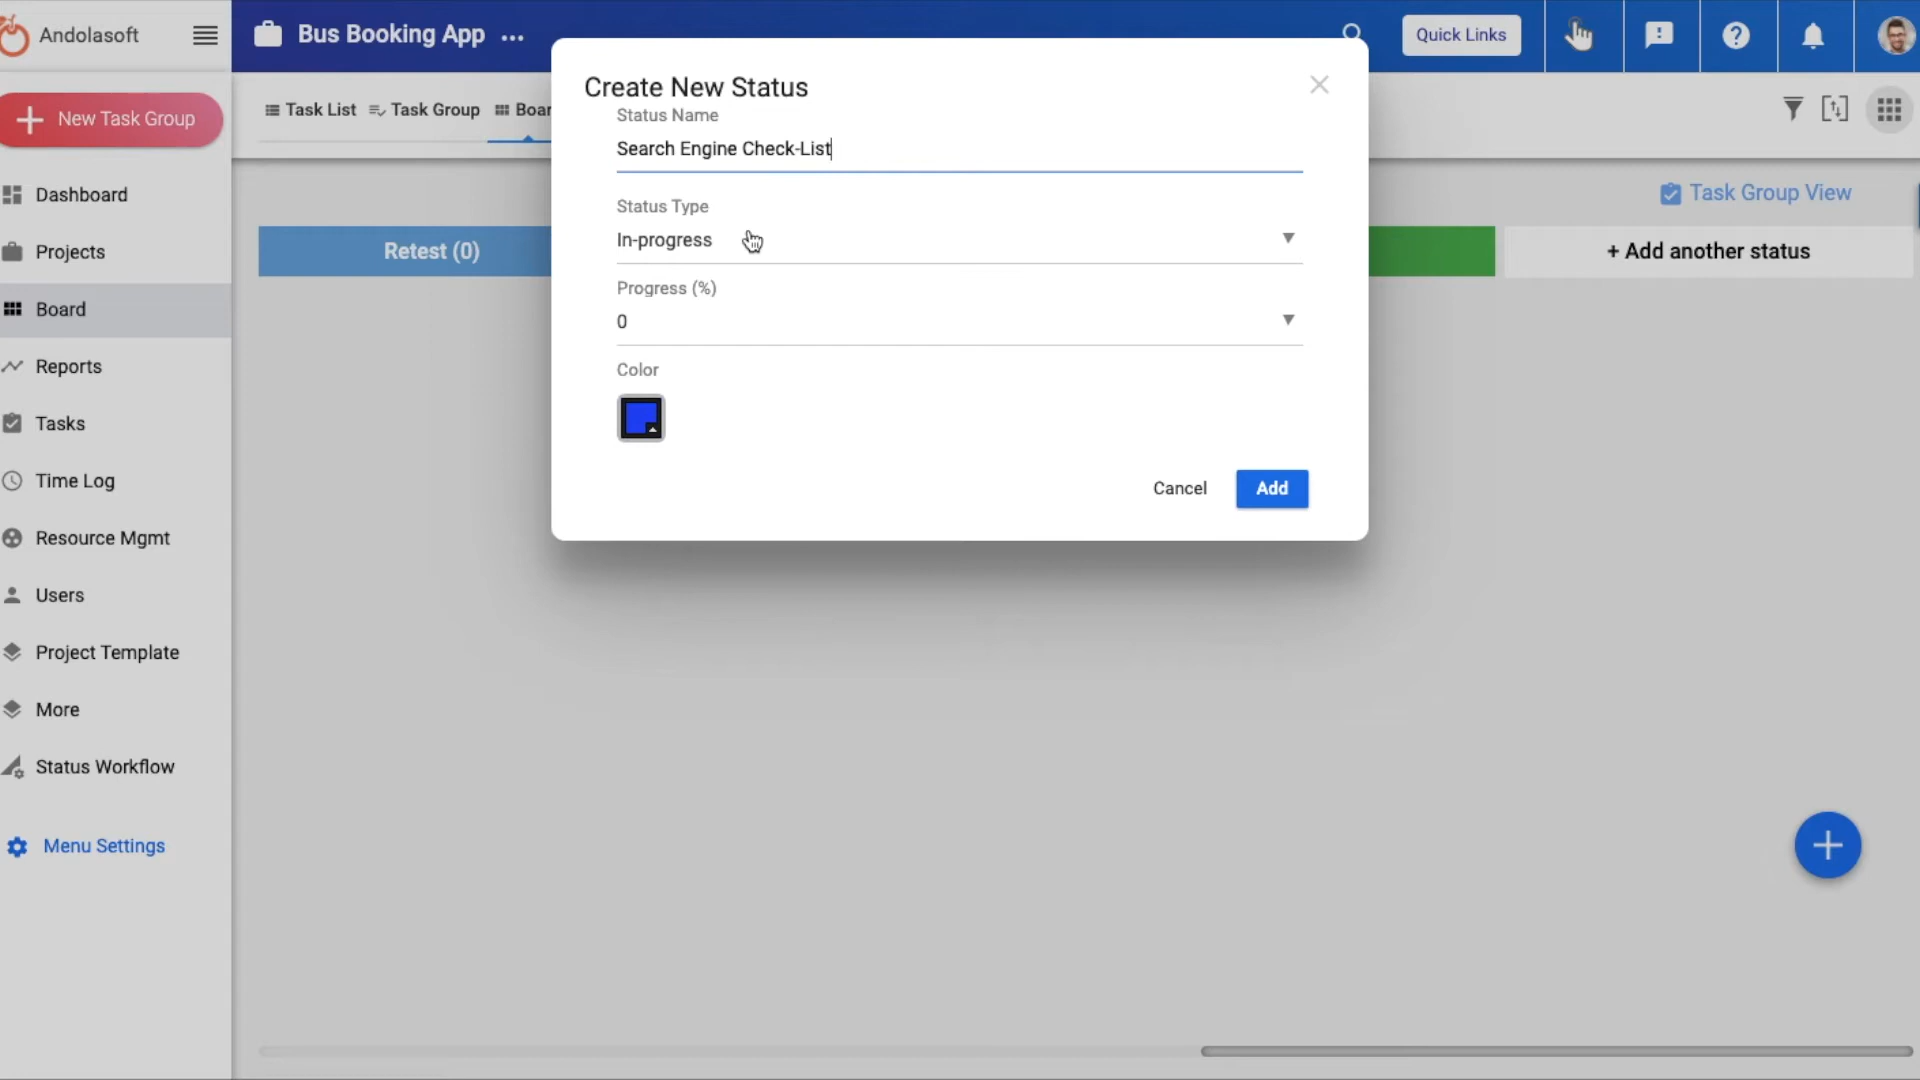 Andolasoft
Bus Booking App ...
Quick Links
Create New Status
Status Name
Search Engine Check-List
Status Type
In-progress
Progress (%)
0
Color
Cancel
Add
New Task Group
Task List
Task Group
Boar
Task Group View
Retest (0)
+ Add another status
Dashboard
Projects
Board
Reports
Tasks
Time Log
Resource Mgmt
Users
Project Template
More
Status Workflow
Menu Settings